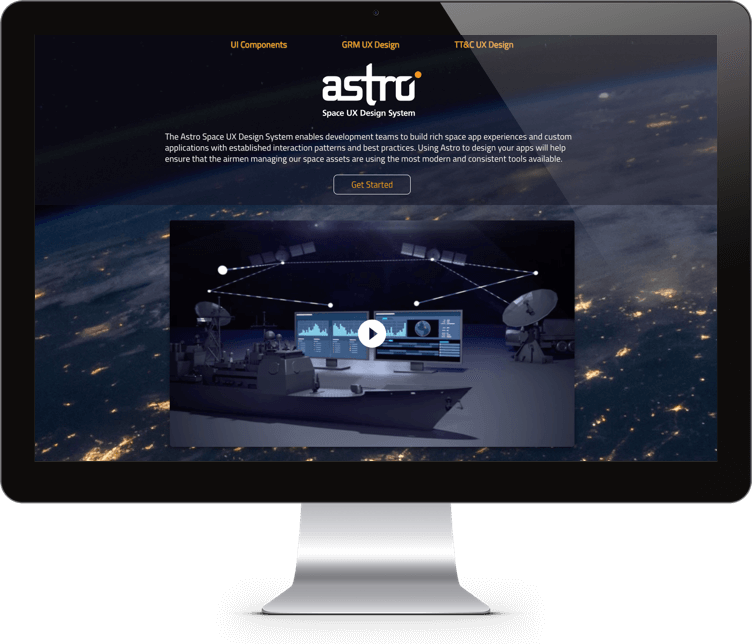 UI Components GRM UX Design TT&C UX Design
astro
Space UX Design System
The Astro Space UX Design System enables development teams to build rich space app experiences and custom
applications with established interaction patterns and best practices. Using Astro to design your apps will help
ensure that the airmen managing our space assets are using the most modern and consistent tools available.
Get Started